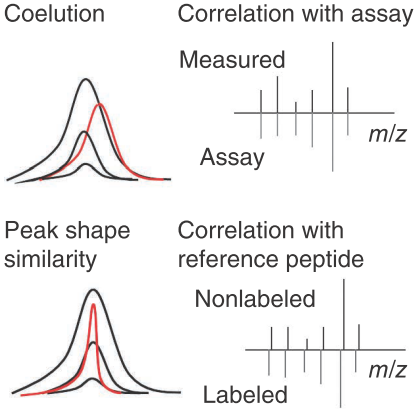 Coelution
Correlation with assay
Measured
m/z
Assay
Peak shape
similarity
Correlation with
reference peptide
Nonlabeled
m/z
Labeled